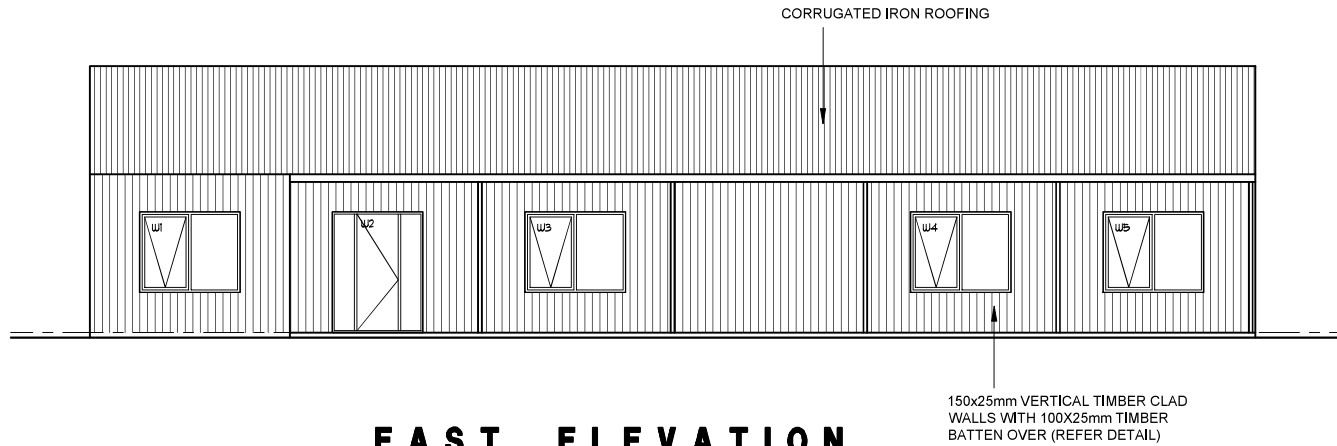 CORRUGATED IRON ROOFING
W1
W2
W3
W4
W5
150x25mm VERTICAL TIMBER CLAD
WALLS WITH 100X25mm TIMBER
BATTEN OVER (REFER DETAIL)
EAST ELEVATION